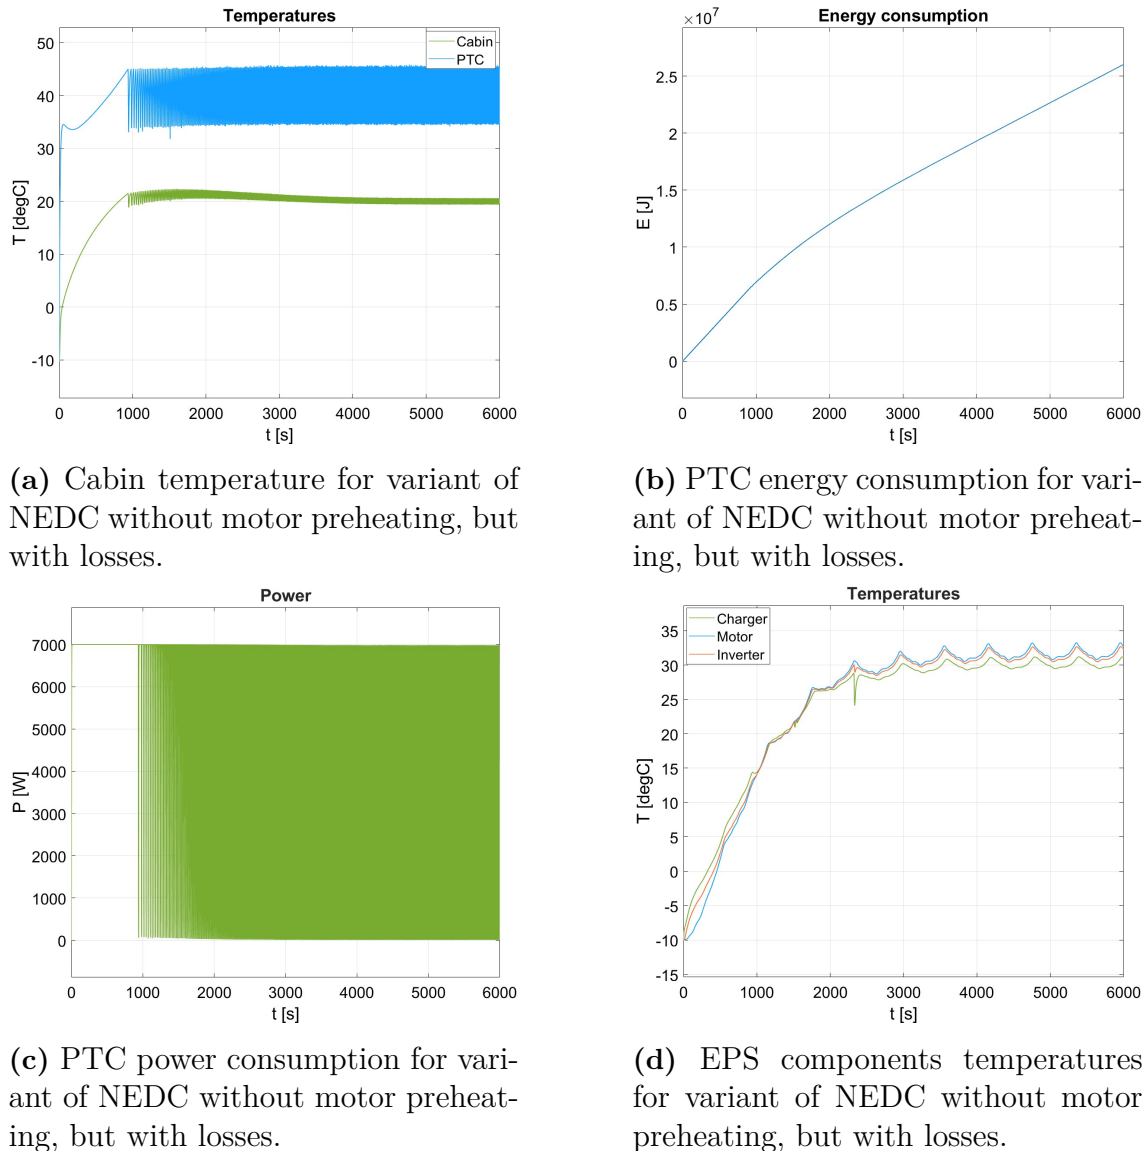 Temperatures
50
40
30
20
10
0
-10
T [degC]
Cabin
PTC
0 1000 2000 3000 4000 5000 6000
t [s]
(a) Cabin temperature for variant of
NEDC without motor preheating, but
with losses.
Energy consumption
×10⁷
2.5
2
1.5
1
0.5
0
E [J]
0 1000 2000 3000 4000 5000 6000
t [s]
(b) PTC energy consumption for vari-
ant of NEDC without motor preheat-
ing, but with losses.
Power
7000
6000
5000
4000
3000
2000
1000
0
P [W]
0 1000 2000 3000 4000 5000 6000
t [s]
(c) PTC power consumption for vari-
ant of NEDC without motor preheat-
ing, but with losses.
Temperatures
35
30
25
20
15
10
5
0
-5
-10
-15
T [degC]
Charger
Motor
Inverter
0 1000 2000 3000 4000 5000 6000
t [s]
(d) EPS components temperatures
for variant of NEDC without motor
preheating, but with losses.